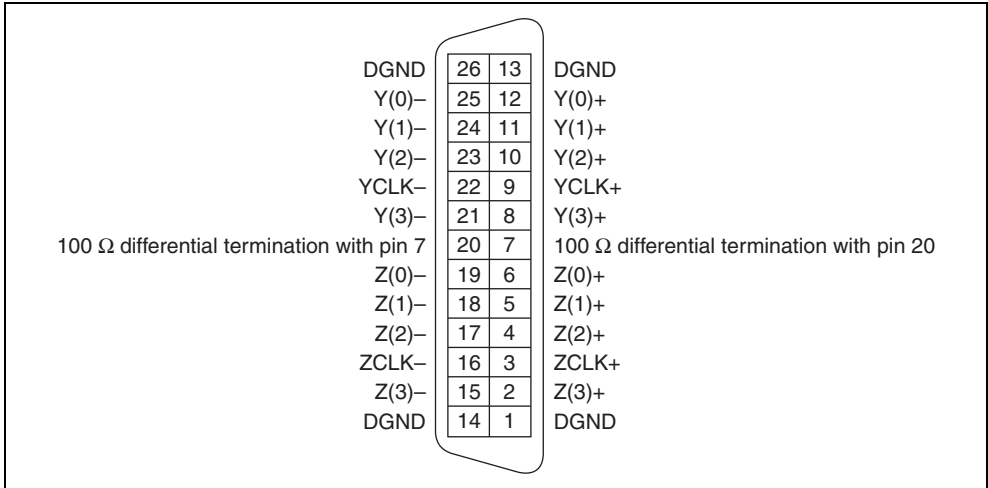 DGND 26 13 DGND
Y(0)– 25 12 Y(0)+
Y(1)– 24 11 Y(1)+
Y(2)– 23 10 Y(2)+
YCLK– 22 9 YCLK+
Y(3)– 21 8 Y(3)+
100 Ω differential termination with pin 7 20 7 100 Ω differential termination with pin 20
Z(0)– 19 6 Z(0)+
Z(1)– 18 5 Z(1)+
Z(2)– 17 4 Z(2)+
ZCLK– 16 3 ZCLK+
Z(3)– 15 2 Z(3)+
DGND 14 1 DGND